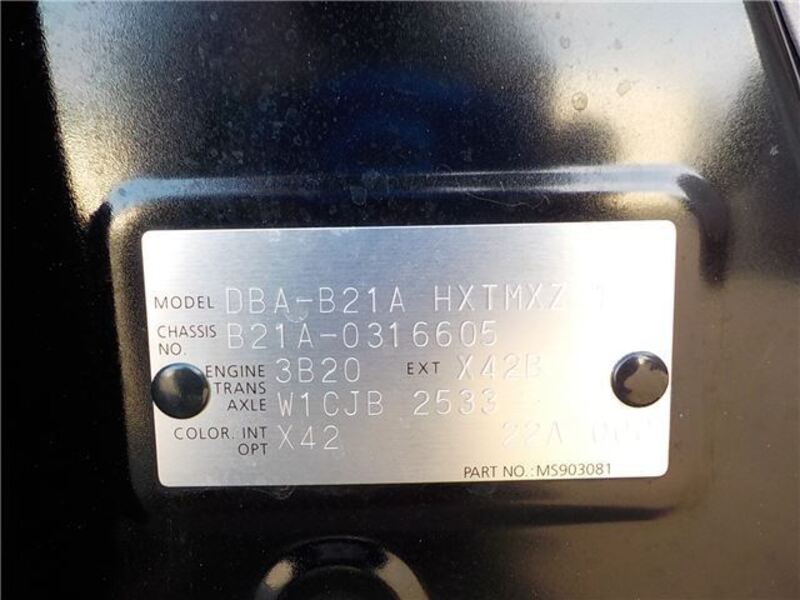 MODEL DBA-B21A
CHASSIS NO. B21A-0316605
ENGINE 3B20 EXT X42B
TRANS AXLE W1CJB 2533
COLOR. INT OPT X42 22A
PART NO.: MS903081